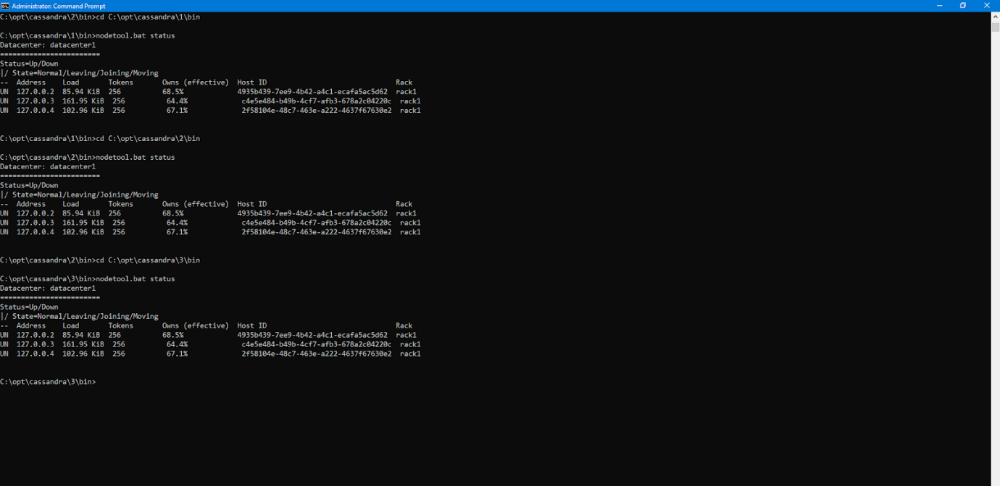 Administrator: Command Prompt
C:\opt\cassandra\2\bin>cd C:\opt\cassandra\1\bin
C:\opt\cassandra\1\bin>nodetool.bat status
Datacenter: datacenter1
========================
Status=Up/Down
|/ State=Normal/Leaving/Joining/Moving
--  Address    Load       Tokens       Owns (effective)  Host ID                               Rack
UN  127.0.0.2  85.94 KiB  256          68.5%             4935b439-7ee9-4b42-a4c1-ecafa5ac5d62  rack1
UN  127.0.0.3  161.95 KiB  256          64.4%             c4e5e484-b49b-4cf7-afb3-678a2c04220c  rack1
UN  127.0.0.4  102.96 KiB  256          67.1%             2f58104e-48c7-463e-a222-4637f67630e2  rack1
C:\opt\cassandra\1\bin>cd C:\opt\cassandra\2\bin
C:\opt\cassandra\2\bin>nodetool.bat status
Datacenter: datacenter1
========================
Status=Up/Down
|/ State=Normal/Leaving/Joining/Moving
--  Address    Load       Tokens       Owns (effective)  Host ID                               Rack
UN  127.0.0.2  85.94 KiB  256          68.5%             4935b439-7ee9-4b42-a4c1-ecafa5ac5d62  rack1
UN  127.0.0.3  161.95 KiB  256          64.4%             c4e5e484-b49b-4cf7-afb3-678a2c04220c  rack1
UN  127.0.0.4  102.96 KiB  256          67.1%             2f58104e-48c7-463e-a222-4637f67630e2  rack1
C:\opt\cassandra\2\bin>cd C:\opt\cassandra\3\bin
C:\opt\cassandra\3\bin>nodetool.bat status
Datacenter: datacenter1
========================
Status=Up/Down
|/ State=Normal/Leaving/Joining/Moving
--  Address    Load       Tokens       Owns (effective)  Host ID                               Rack
UN  127.0.0.2  85.94 KiB  256          68.5%             4935b439-7ee9-4b42-a4c1-ecafa5ac5d62  rack1
UN  127.0.0.3  161.95 KiB  256          64.4%             c4e5e484-b49b-4cf7-afb3-678a2c04220c  rack1
UN  127.0.0.4  102.96 KiB  256          67.1%             2f58104e-48c7-463e-a222-4637f67630e2  rack1
C:\opt\cassandra\3\bin>